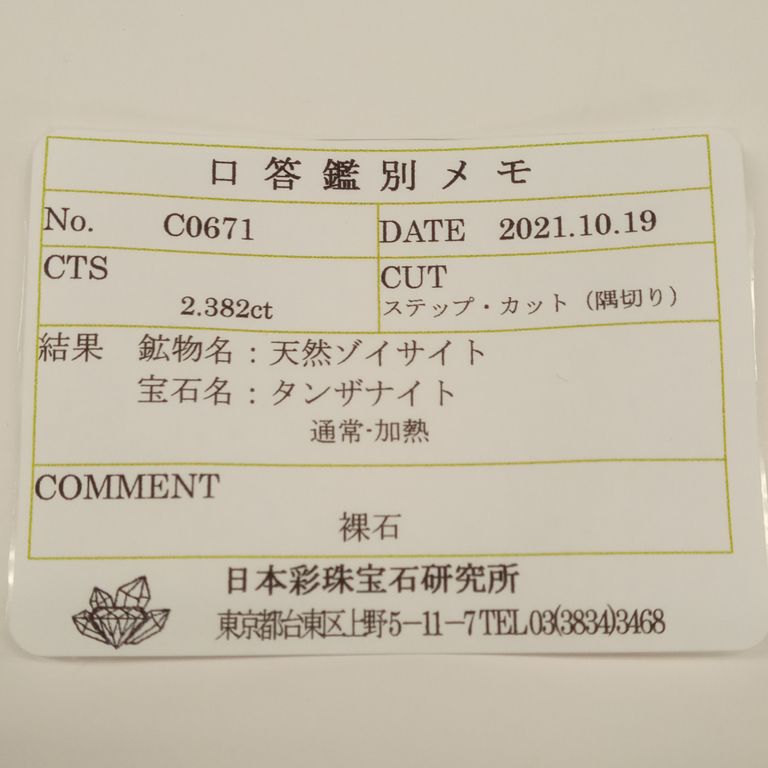 口答鑑別メモ
No. C0671 DATE 2021.10.19
CTS CUT
2.382ct ステップ・カット（隅切り）
結果 鉱物名：天然ゾイサイト
宝石名：タンザナイト
通常-加熱
COMMENT
裸石
日本彩珠宝石研究所
東京都台東区上野5－11－7 TEL 03(3834)3468